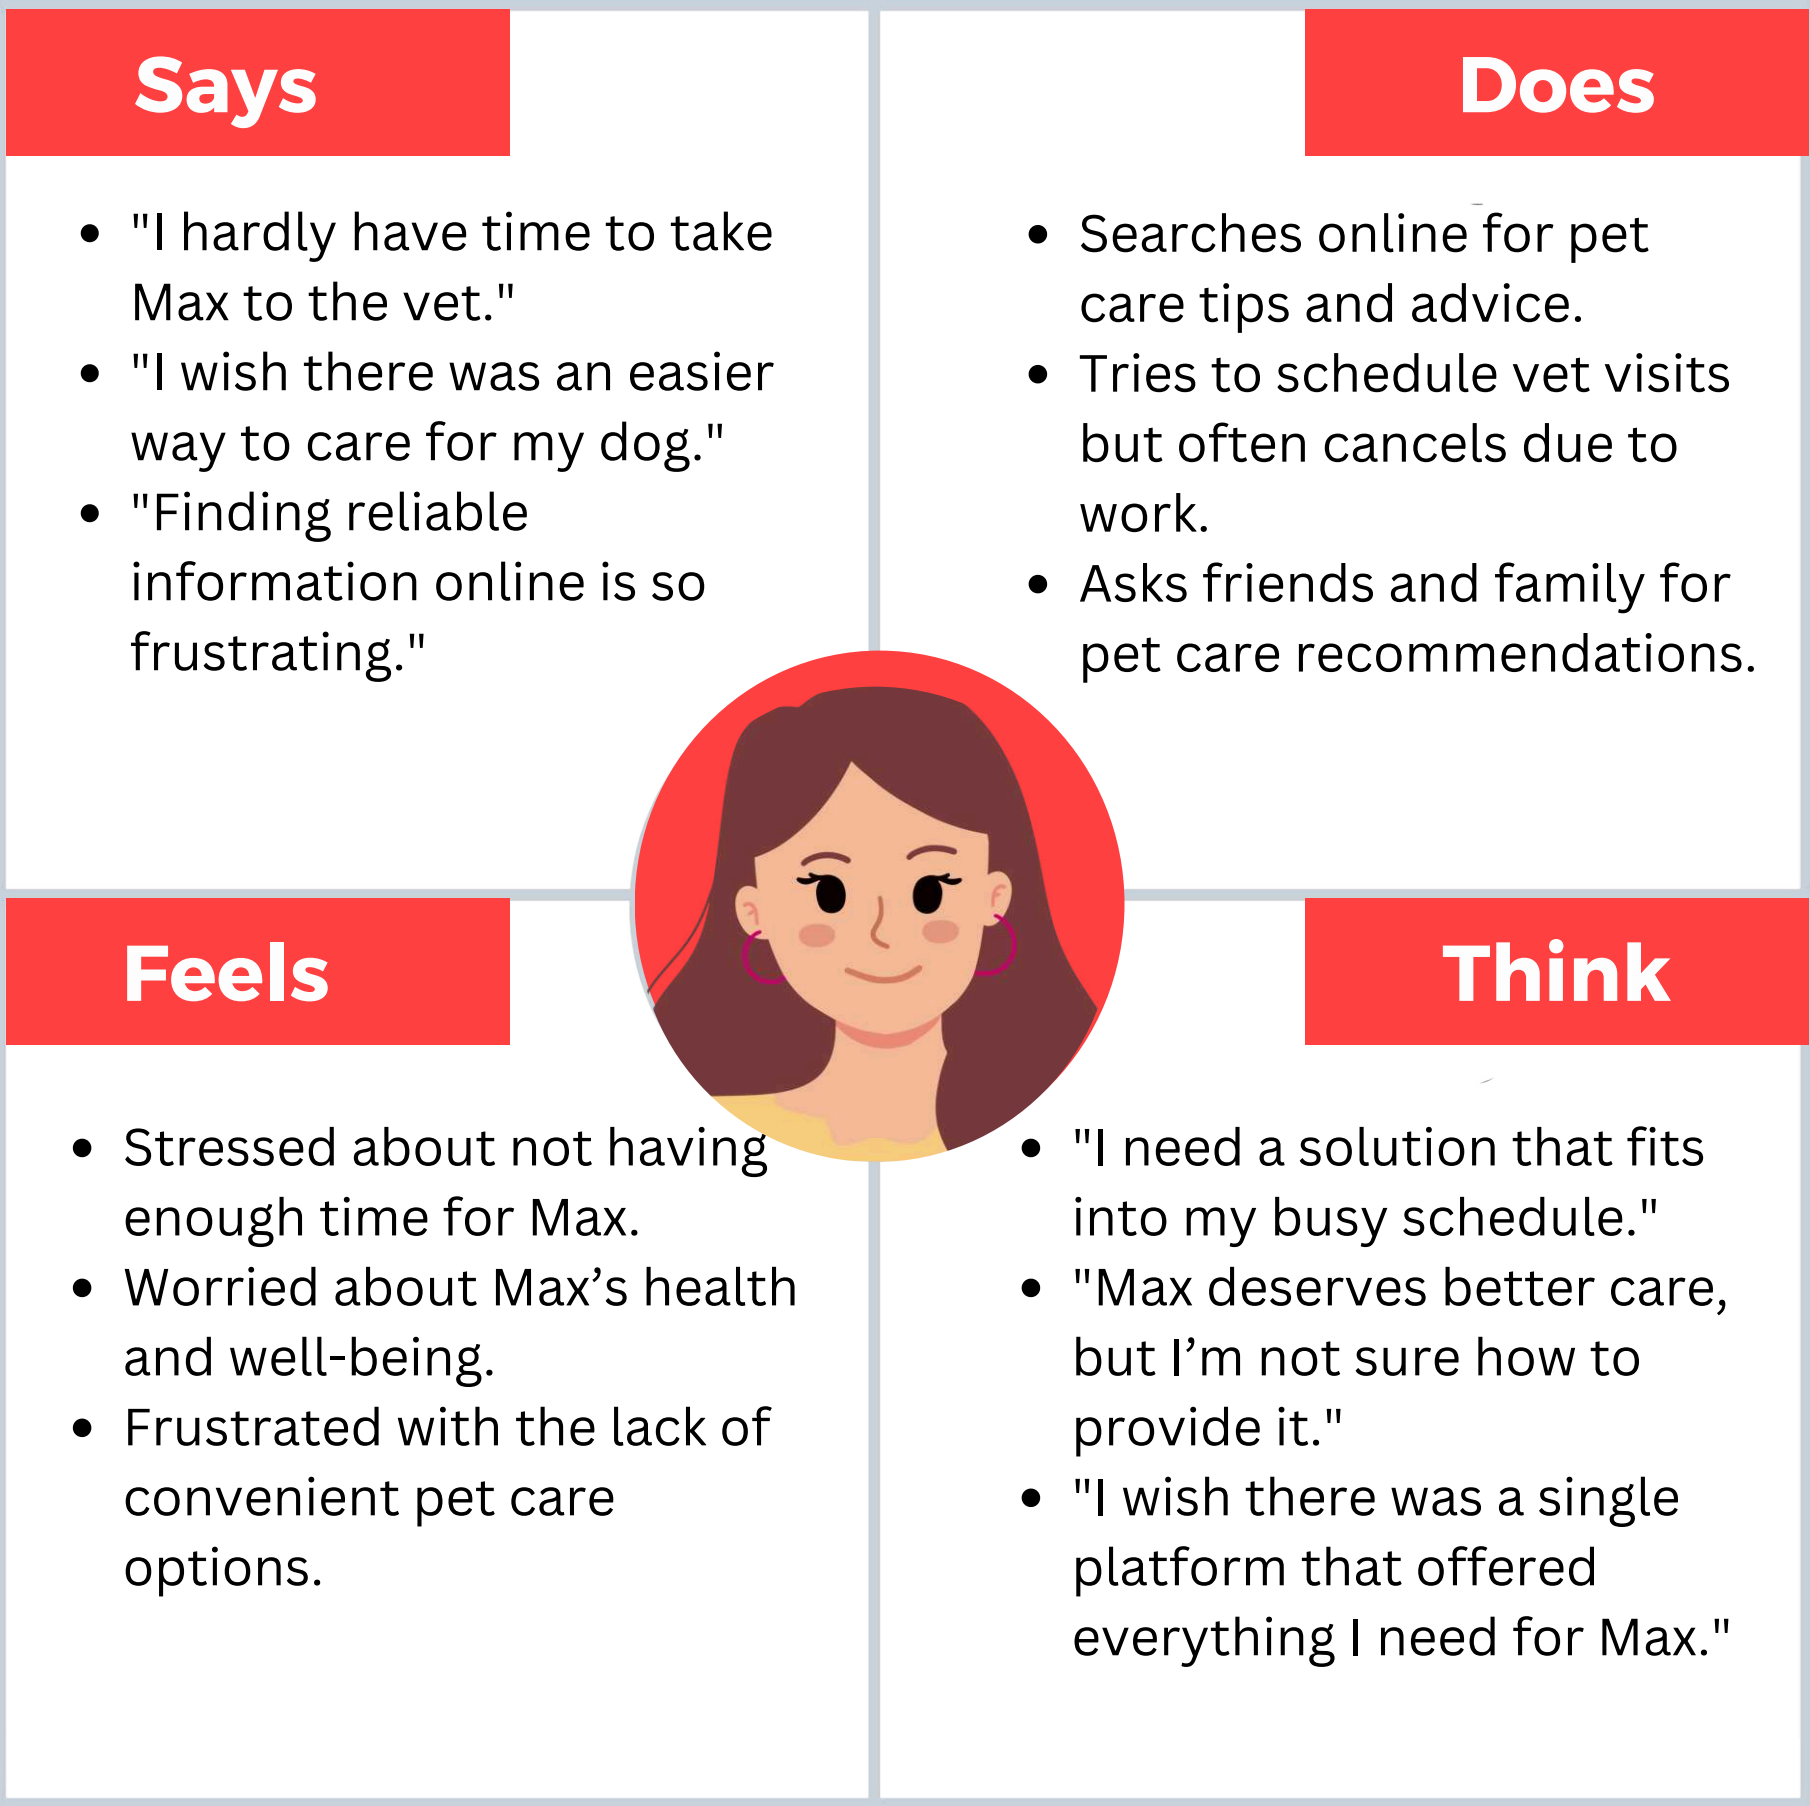 Says
• "I hardly have time to take
Max to the vet."
• "I wish there was an easier
way to care for my dog."
• "Finding reliable
information online is so
frustrating."
Does
• Searches online for pet
care tips and advice.
• Tries to schedule vet visits
but often cancels due to
work.
• Asks friends and family for
pet care recommendations.
Feels
• Stressed about not having
enough time for Max.
• Worried about Max’s health
and well-being.
• Frustrated with the lack of
convenient pet care
options.
Think
• "I need a solution that fits
into my busy schedule."
• "Max deserves better care,
but I’m not sure how to
provide it."
• "I wish there was a single
platform that offered
everything I need for Max."